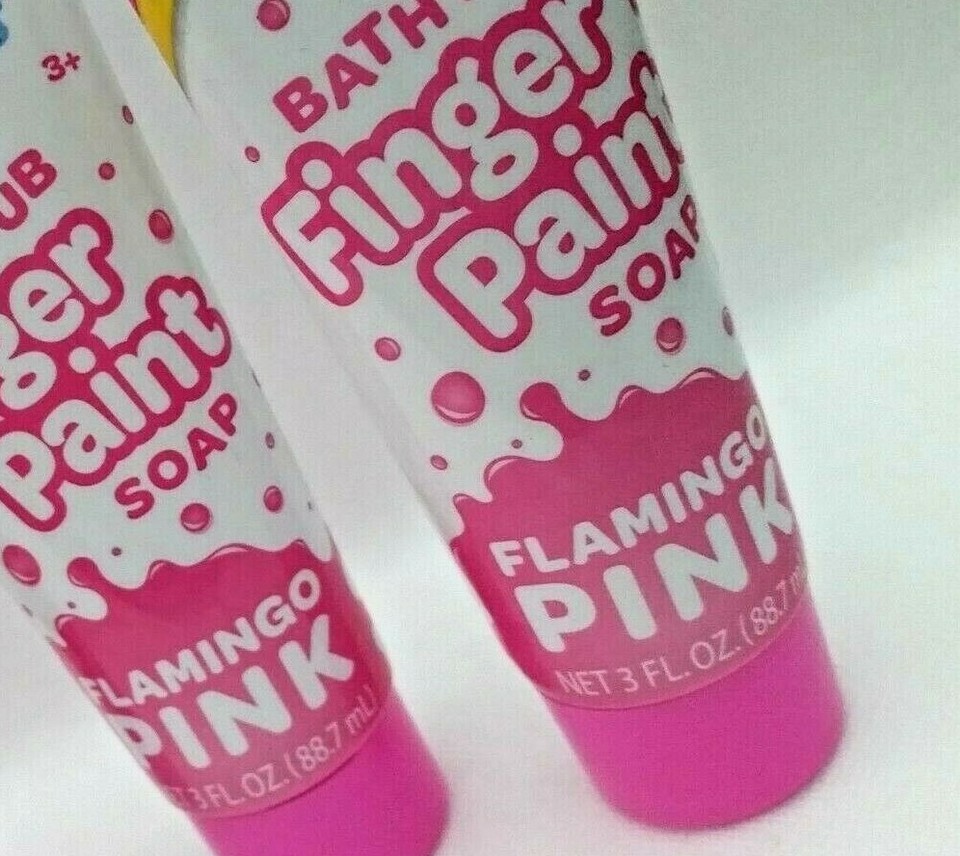 3+
UB
ger
Paint
SOAP
FLAMINGO
PINK
3 FL.OZ. (88.7 mL)
BATH
Finger
Paint
SOAP
FLAMINGO
PINK
NET 3 FL. OZ. (88.7 m